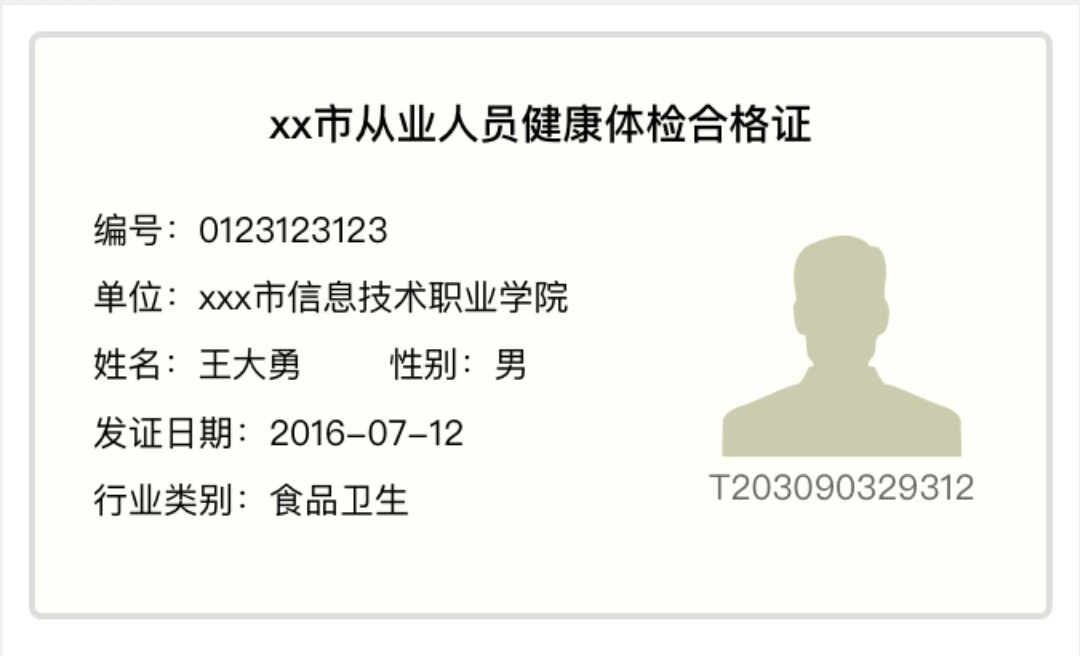 xx市从业人员健康体检合格证
编号：0123123123
单位：xxx市信息技术职业学院
姓名：王大勇 性别：男
发证日期：2016-07-12
行业类别：食品卫生
T203090329312